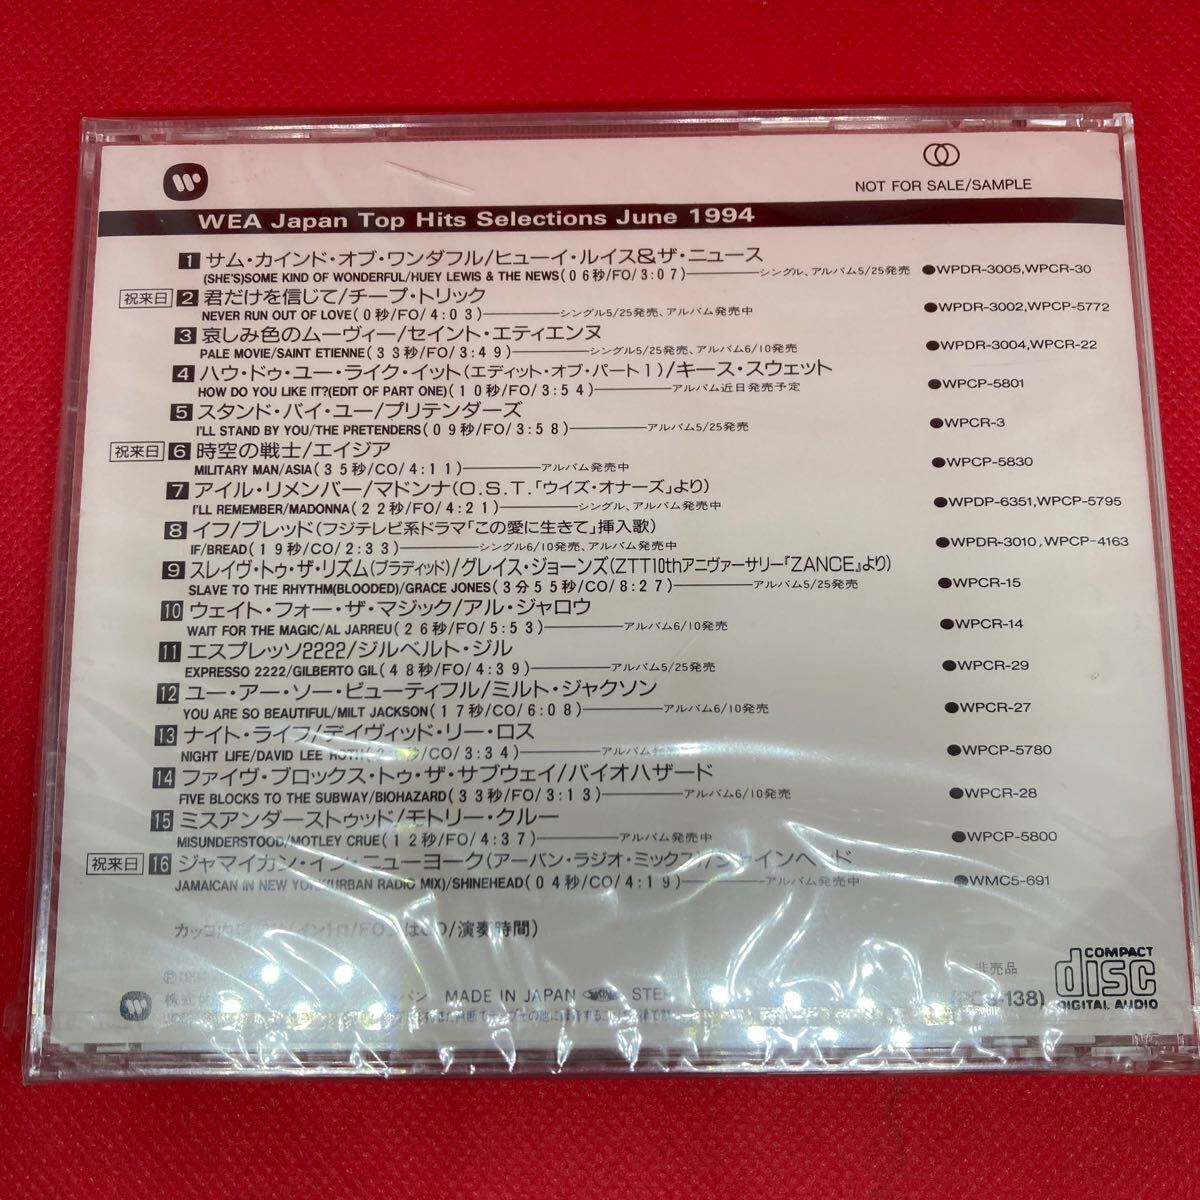 NOT FOR SALE/SAMPLE
WEA Japan Top Hits Selections June 1994
1 サム・カインド・オブ・ワンダフル/ヒューイ・ルイス&ザ・ニュース
(SHE'S)SOME KIND OF WONDERFUL/HUEY LEWIS & THE NEWS(06秒/FO/3:07)──シングル、アルバム5/25発売 ●WPDR-3005,WPCR-30
祝来日 2 君だけを信じて/チープ・トリック
NEVER RUN OUT OF LOVE(0秒/FO/4:03)──シングル5/25発売、アルバム発売中 ●WPDR-3002,WPCP-5772
3 哀しみ色のムーヴィー/セイント・エティエンヌ
PALE MOVIE/SAINT ETIENNE(33秒/FO/3:49)──シングル5/25発売、アルバム6/10発売 ●WPDR-3004,WPCR-22
4 ハウ・ドゥ・ユー・ライク・イット(エディット・オブ・パート1)/キース・スウェット
HOW DO YOU LIKE IT?(EDIT OF PART ONE)(10秒/FO/3:54)──アルバム近日発売予定 ●WPCP-5801
5 スタンド・バイ・ユー/プリテンダーズ
I'LL STAND BY YOU/THE PRETENDERS(09秒/FO/3:58)──アルバム5/25発売 ●WPCR-3
祝来日 6 時空の戦士/エイジア
MILITARY MAN/ASIA(35秒/CO/4:11)──アルバム発売中 ●WPCP-5830
7 アイル・リメンバー/マドンナ(O.S.T.「ウイズ・オナーズ」より)
I'LL REMEMBER/MADONNA(22秒/FO/4:21)──シングル、アルバム発売中 ●WPDP-6351,WPCP-5795
8 イフ/ブレッド(フジテレビ系ドラマ「この愛に生きて」挿入歌)
IF/BREAD(19秒/CO/2:33)──シングル6/10発売、アルバム発売中 ●WPDR-3010,WPCP-4163
9 スレイヴ・トゥ・ザ・リズム(ブラディッド)/グレイス・ジョーンズ(ZTT10thアニヴァーサリー『ZANCE』より)
SLAVE TO THE RHYTHM(BLOODED)/GRACE JONES(3分55秒/CO/8:27)──アルバム5/25発売 ●WPCR-15
10 ウェイト・フォー・ザ・マジック/アル・ジャロウ
WAIT FOR THE MAGIC/AL JARREU(26秒/FO/5:53)──アルバム6/10発売 ●WPCR-14
11 エスプレッソ2222/ジルベルト・ジル
EXPRESSO 2222/GILBERTO GIL(48秒/FO/4:39)──アルバム5/25発売 ●WPCR-29
12 ユー・アー・ソー・ビューティフル/ミルト・ジャクソン
YOU ARE SO BEAUTIFUL/MILT JACKSON(17秒/CO/6:08)──アルバム6/10発売 ●WPCR-27
13 ナイト・ライフ/デイヴィッド・リー・ロス
NIGHT LIFE/DAVID LEE ROTH /CO/3:34)──アルバム ●WPCP-5780
14 ファイヴ・ブロックス・トゥ・ザ・サブウェイ/バイオハザード
FIVE BLOCKS TO THE SUBWAY/BIOHAZARD(33秒/FO/3:13)──アルバム6/10発売 ●WPCR-28
15 ミスアンダーストゥッド/モトリー・クルー
MISUNDERSTOOD/MOTLEY CRUE(12秒/FO/4:37)──アルバム発売中 ●WPCP-5800
祝来日 16 ジャマイカン・イン・ニューヨーク(アーバン・ラジオ・ミックス)/シャインヘッド
JAMAICAN IN NEW YORK(URBAN RADIO MIX)/SHINEHEAD(04秒/CO/4:19)──アルバム発売中 ●WMC5-691
カッコ内 イントロ/FO CO/演奏時間)
MADE IN JAPAN
非売品
(PCS-138)
COMPACT disc DIGITAL AUDIO